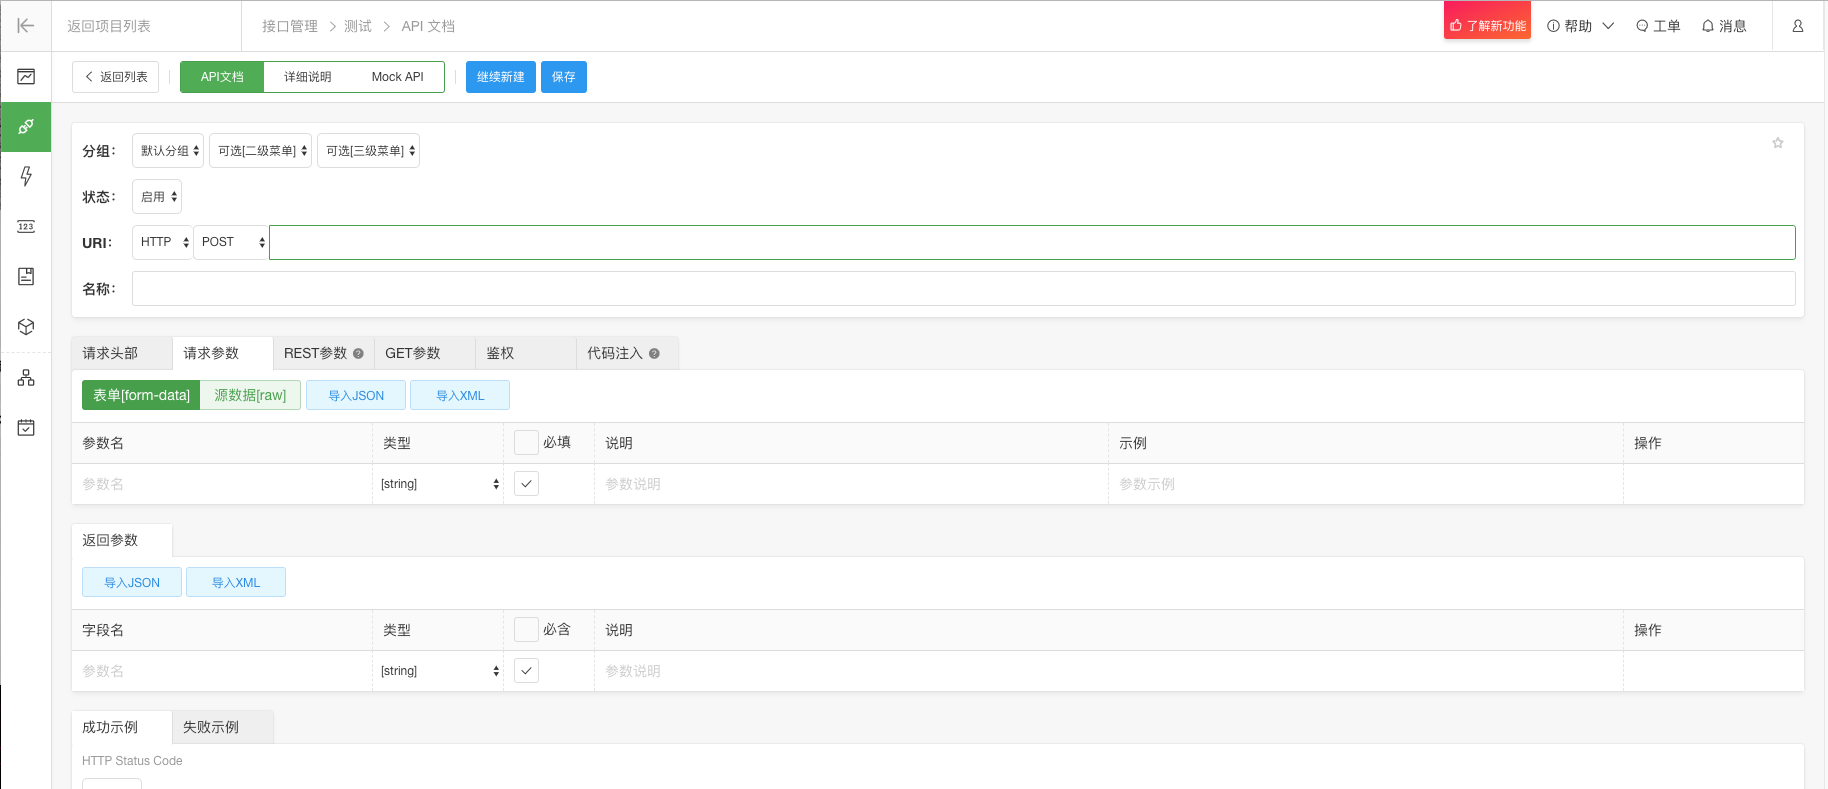 返回项目列表 接口管理 > 测试 > API 文档 了解新功能 帮助 工单 消息
返回列表 API文档 详细说明 Mock API 继续新建 保存
分组: 默认分组 可选[二级菜单] 可选[三级菜单]
状态: 启用
URI: HTTP POST
名称:
请求头部 请求参数 REST参数 ? GET参数 鉴权 代码注入 ?
表单[form-data] 源数据[raw] 导入JSON 导入XML
参数名 类型 必填 说明 示例 操作
参数名 [string] 参数说明 参数示例
返回参数
导入JSON 导入XML
字段名 类型 必含 说明 操作
参数名 [string] 参数说明
成功示例 失败示例
HTTP Status Code
123